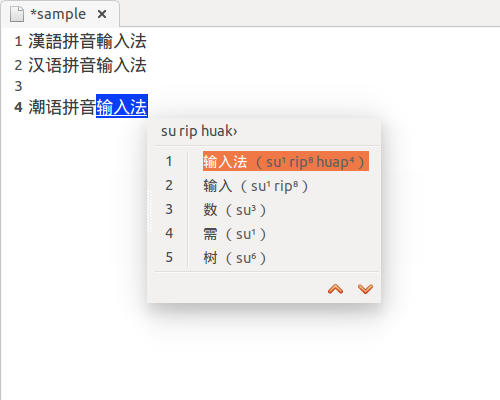 *sample
1 漢語拼音輸入法
2 汉语拼音输入法
3
4 潮语拼音输入法
su rip huak›
1 输入法（su¹ rip⁸ huap⁴）
2 输入（su¹ rip⁸）
3 数（su³）
4 需（su¹）
5 树（su⁶）